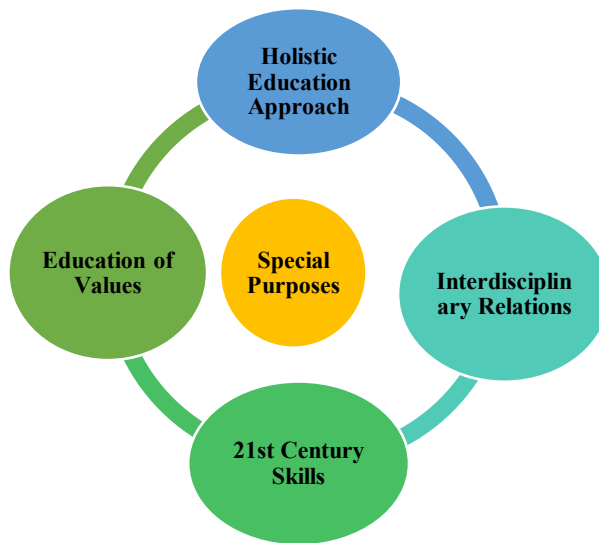 Holistic
Education
Approach
Education of
Values
Special
Purposes
Interdisciplin
ary Relations
21st Century
Skills